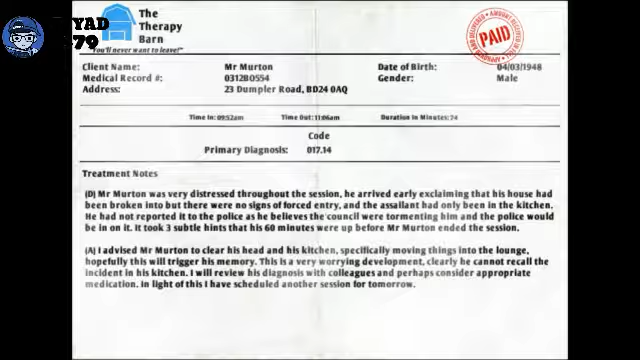 YAD
79
The
Therapy
Barn
"You'll never want to leave!"
PAID
Client Name: Mr Murton Date of Birth: 04/03/1948
Medical Record #: 0312B0554 Gender: Male
Address: 23 Dumpler Road, BD24 0AQ
Time In: 09:52am Time Out: 11:06am Duration in Minutes: 74
Code
Primary Diagnosis: 017.14
Treatment Notes
(D) Mr Murton was very distressed throughout the session, he arrived early exclaiming that his house had
been broken into but there were no signs of forced entry, and the assailant had only been in the kitchen.
He had not reported it to the police as he believes the council were tormenting him and the police would
be in on it. It took 3 subtle hints that his 60 minutes were up before Mr Murton ended the session.
(A) I advised Mr Murton to clear his head and his kitchen, specifically moving things into the lounge,
hopefully this will trigger his memory. This is a very worrying development, clearly he cannot recall the
incident in his kitchen. I will review his diagnosis with colleagues and perhaps consider appropriate
medication. In light of this I have scheduled another session for tomorrow.